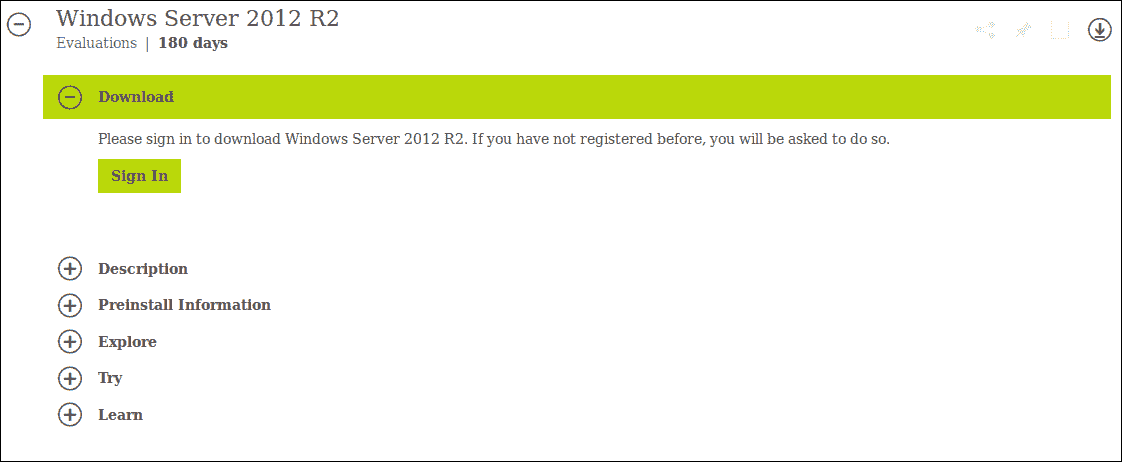 Windows Server 2012 R2
Evaluations | 180 days
Download
Please sign in to download Windows Server 2012 R2. If you have not registered before, you will be asked to do so.
Sign In
Description
Preinstall Information
Explore
Try
Learn